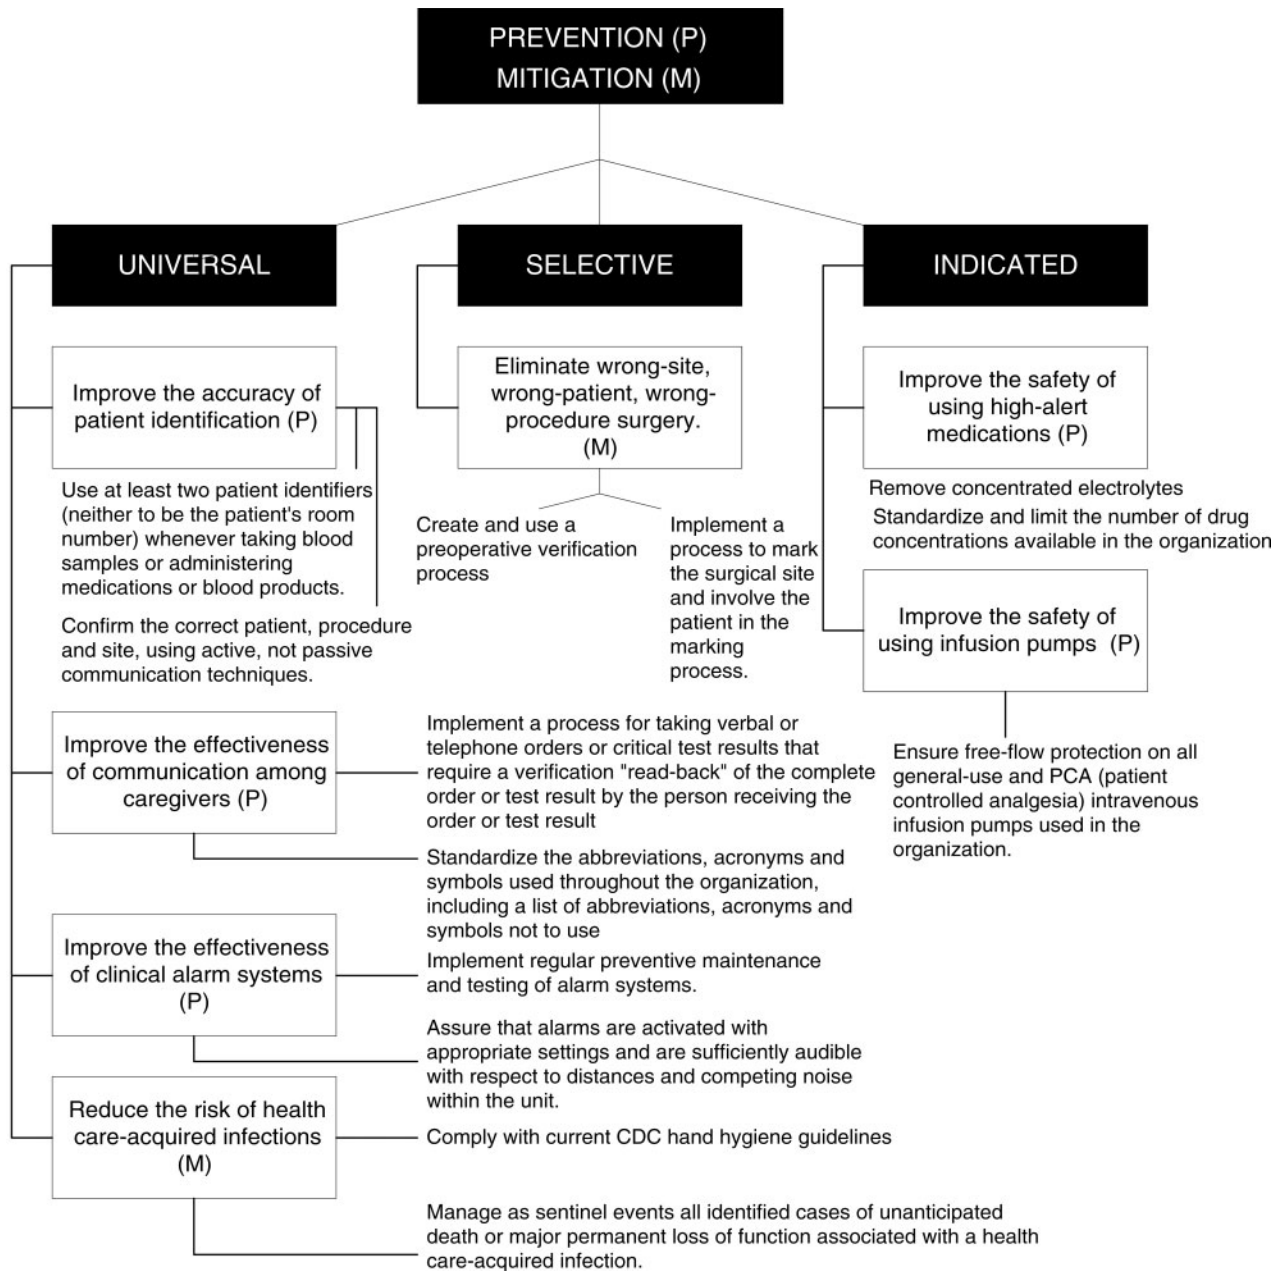 PREVENTION (P)
MITIGATION (M)
UNIVERSAL
SELECTIVE
INDICATED
Improve the accuracy of
patient identification (P)
Use at least two patient identifiers
(neither to be the patient's room
number) whenever taking blood
samples or administering
medications or blood products.
Confirm the correct patient, procedure
and site, using active, not passive
communication techniques.
Eliminate wrong-site,
wrong-patient, wrong-
procedure surgery.
(M)
Create and use a
preoperative verification
process
Implement a
process to mark
the surgical site
and involve the
patient in the
marking
process.
Improve the safety of
using high-alert
medications (P)
Remove concentrated electrolytes
Standardize and limit the number of drug
concentrations available in the organization
Improve the safety of
using infusion pumps (P)
Ensure free-flow protection on all
general-use and PCA (patient
controlled analgesia) intravenous
infusion pumps used in the
organization.
Improve the effectiveness
of communication among
caregivers (P)
Implement a process for taking verbal or
telephone orders or critical test results that
require a verification "read-back" of the complete
order or test result by the person receiving the
order or test result
Standardize the abbreviations, acronyms and
symbols used throughout the organization,
including a list of abbreviations, acronyms and
symbols not to use
Improve the effectiveness
of clinical alarm systems
(P)
Implement regular preventive maintenance
and testing of alarm systems.
Assure that alarms are activated with
appropriate settings and are sufficiently audible
with respect to distances and competing noise
within the unit.
Reduce the risk of health
care-acquired infections
(M)
Comply with current CDC hand hygiene guidelines
Manage as sentinel events all identified cases of unanticipated
death or major permanent loss of function associated with a health
care-acquired infection.